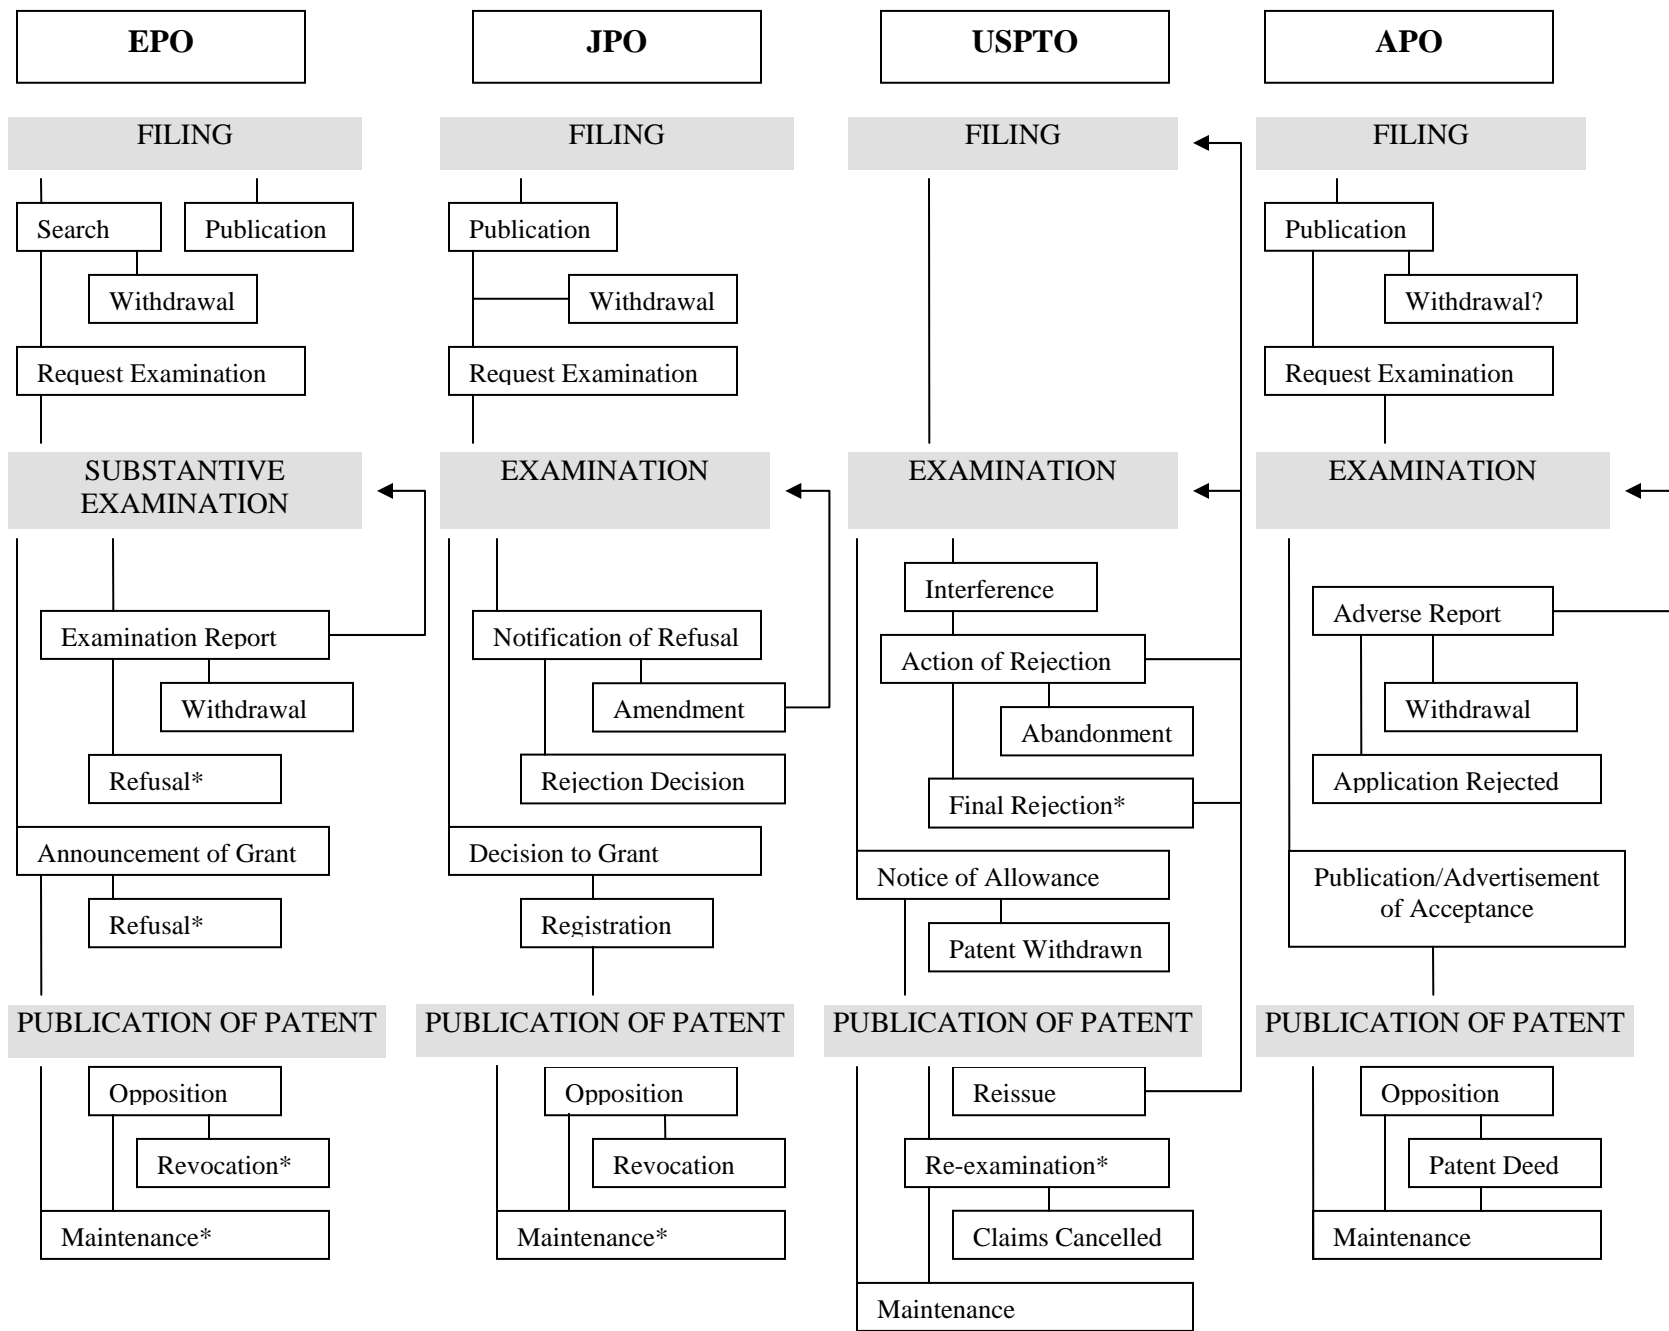 EPO
JPO
USPTO
APO
FILING
FILING
FILING
FILING
Search
Publication
Publication
Publication
Withdrawal
Withdrawal
Withdrawal?
Request Examination
Request Examination
Request Examination
SUBSTANTIVE
EXAMINATION
EXAMINATION
EXAMINATION
EXAMINATION
Interference
Examination Report
Notification of Refusal
Action of Rejection
Adverse Report
Withdrawal
Amendment
Abandonment
Withdrawal
Refusal*
Rejection Decision
Final Rejection*
Application Rejected
Announcement of Grant
Decision to Grant
Notice of Allowance
Publication/Advertisement
of Acceptance
Refusal*
Registration
Patent Withdrawn
PUBLICATION OF PATENT
PUBLICATION OF PATENT
PUBLICATION OF PATENT
PUBLICATION OF PATENT
Opposition
Opposition
Reissue
Opposition
Revocation*
Revocation
Re-examination*
Patent Deed
Maintenance*
Maintenance*
Claims Cancelled
Maintenance
Maintenance